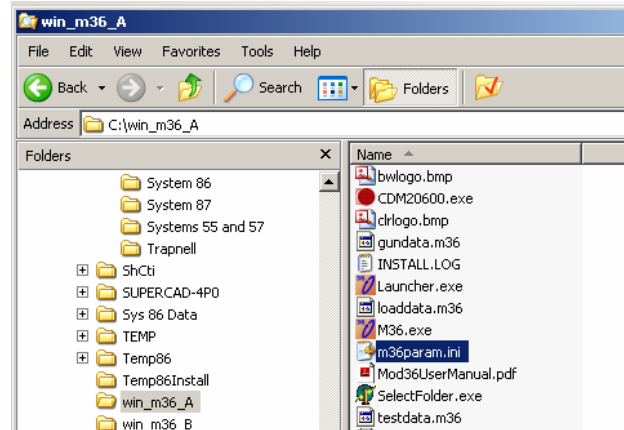 win_m36_A
File Edit View Favorites Tools Help
Back Search Folders
Address C:\win_m36_A
Folders
System 86
System 87
Systems 55 and 57
Trapnell
ShCti
SUPERCAD-4P0
Sys 86 Data
TEMP
Temp86
Temp86Install
win_m36_A
win_m36_B
Name
bwlogo.bmp
CDM20600.exe
clrlogo.bmp
gundata.m36
INSTALL.LOG
Launcher.exe
loaddata.m36
M36.exe
m36param.ini
Mod36UserManual.pdf
SelectFolder.exe
testdata.m36